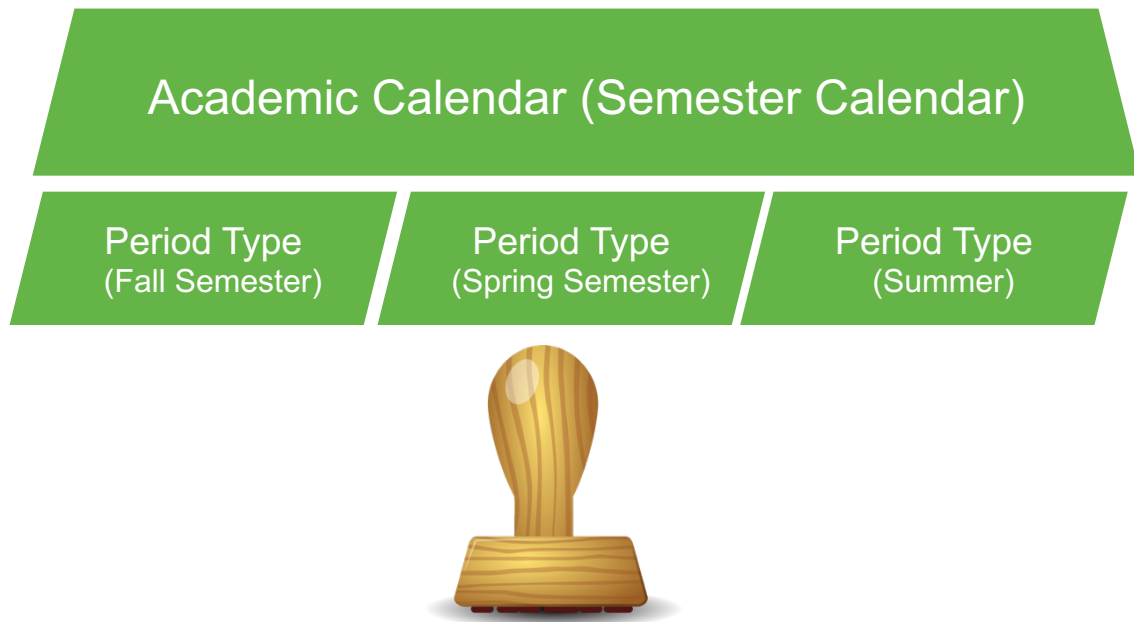 Academic Calendar (Semester Calendar)
Period Type
(Fall Semester)
Period Type
(Spring Semester)
Period Type
(Summer)